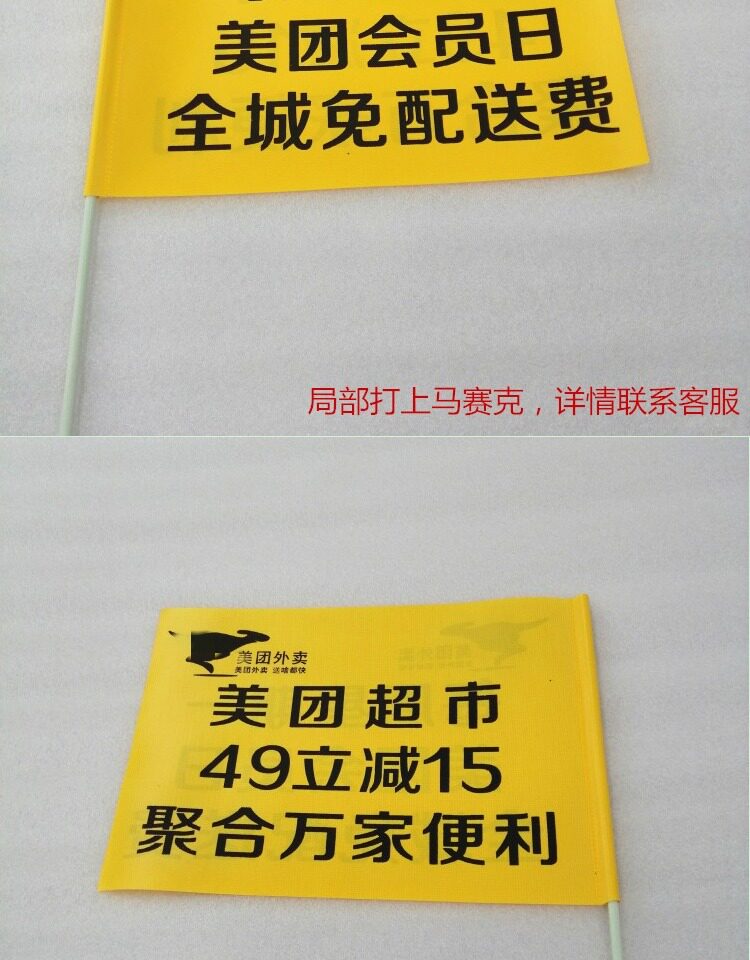 美团会员日
全城免配送费
局部打上马赛克，详情联系客服
美团外卖
美团外卖 送啥都快
美团超市
49立减15
聚合万家便利